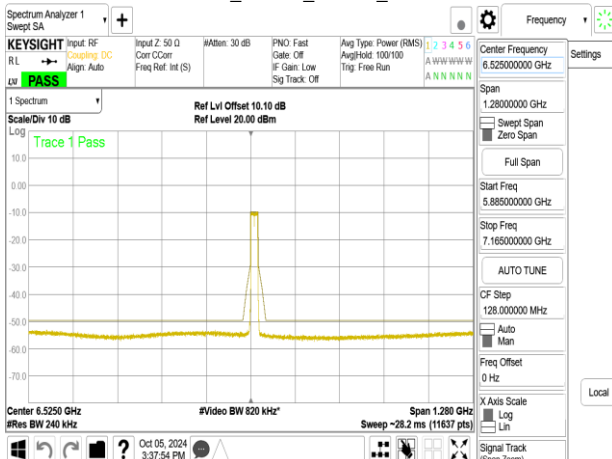 Spectrum Analyzer 1
Swept SA
+
Frequency
KEYSIGHT
Input: RF
Input Z: 50 Ω
#Atten: 30 dB
PNO: Fast
Avg Type: Power (RMS)
1 2 3 4 5 6
RL
Coupling: DC
Corr CCorr
Gate: Off
Avg|Hold: 100/100
A W W W W W
Align: Auto
Freq Ref: Int (S)
IF Gain: Low
Trig: Free Run
LXI
PASS
Sig Track: Off
A N N N N N
1 Spectrum
Ref Lvl Offset 10.10 dB
Scale/Div 10 dB
Ref Level 20.00 dBm
Log
Trace 1 Pass
10.0
0.00
-10.0
-20.0
-30.0
-40.0
-50.0
-60.0
-70.0
Center 6.5250 GHz
#Video BW 820 kHz*
Span 1.280 GHz
#Res BW 240 kHz
Sweep ~28.2 ms (11637 pts)
?
Oct 05, 2024
3:37:54 PM
Center Frequency
6.525000000 GHz
Settings
Span
1.28000000 GHz
Swept Span
Zero Span
Full Span
Start Freq
5.885000000 GHz
Stop Freq
7.165000000 GHz
AUTO TUNE
CF Step
128.000000 MHz
Auto
Man
Freq Offset
0 Hz
X Axis Scale
Log
Lin
Local
Signal Track
(Span Zoom)